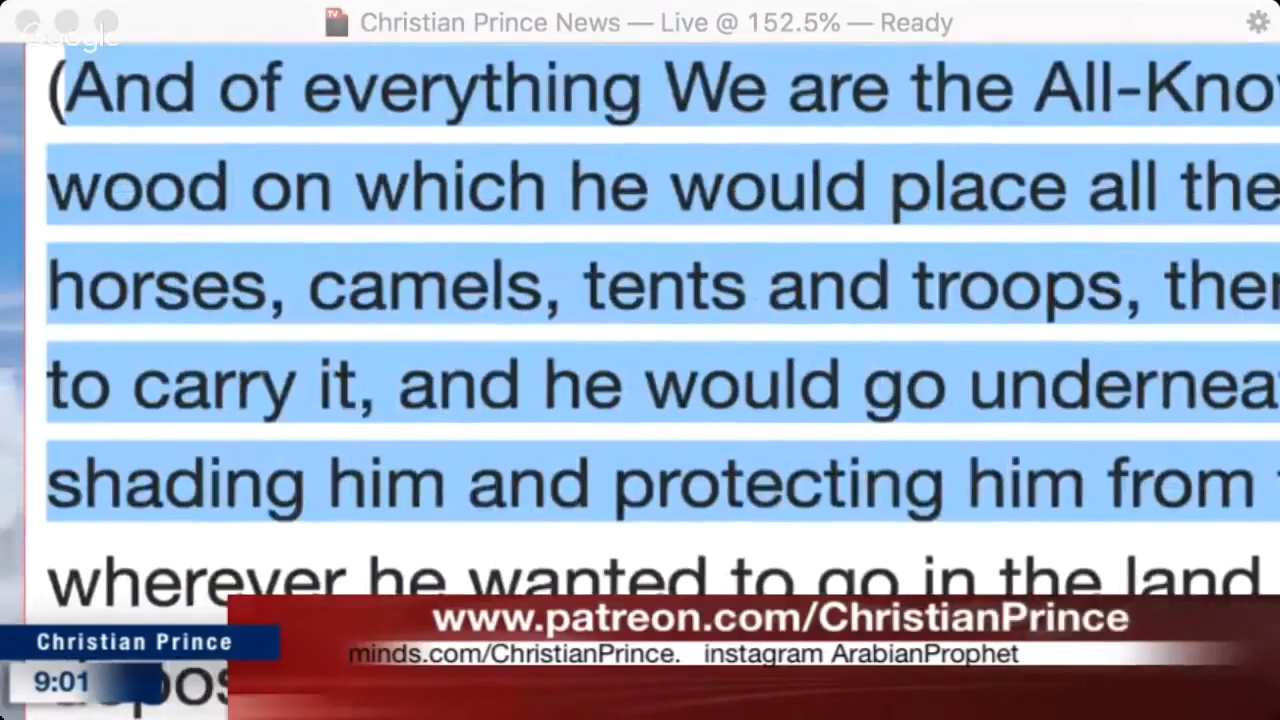 Christian Prince News — Live @ 152.5% — Ready
Google
(And of everything We are the All-Kno
wood on which he would place all the
horses, camels, tents and troops, the
to carry it, and he would go undernea
shading him and protecting him from
wherever he wanted to go in the land
www.patreon.com/ChristianPrince
Christian Prince
minds.com/ChristianPrince. instagram ArabianProphet
9:01